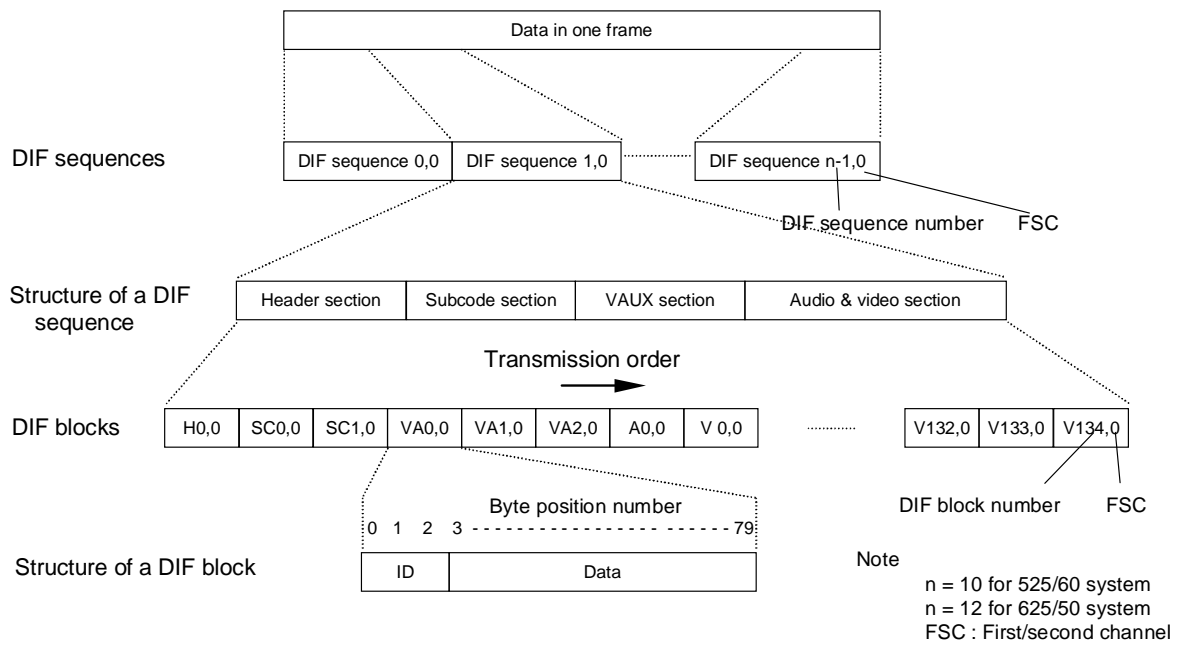 Data in one frame
DIF sequences
DIF sequence 0,0 DIF sequence 1,0 DIF sequence n-1,0
DIF sequence number FSC
Structure of a DIF
sequence
Header section Subcode section VAUX section Audio & video section
Transmission order
DIF blocks
H0,0 SC0,0 SC1,0 VA0,0 VA1,0 VA2,0 A0,0 V 0,0 V132,0 V133,0 V134,0
DIF block number FSC
Byte position number
0 1 2 3 - - - - - - - - - - - - - - - - - - - - - - - 79
Structure of a DIF block
ID Data
Note
n = 10 for 525/60 system
n = 12 for 625/50 system
FSC : First/second channel